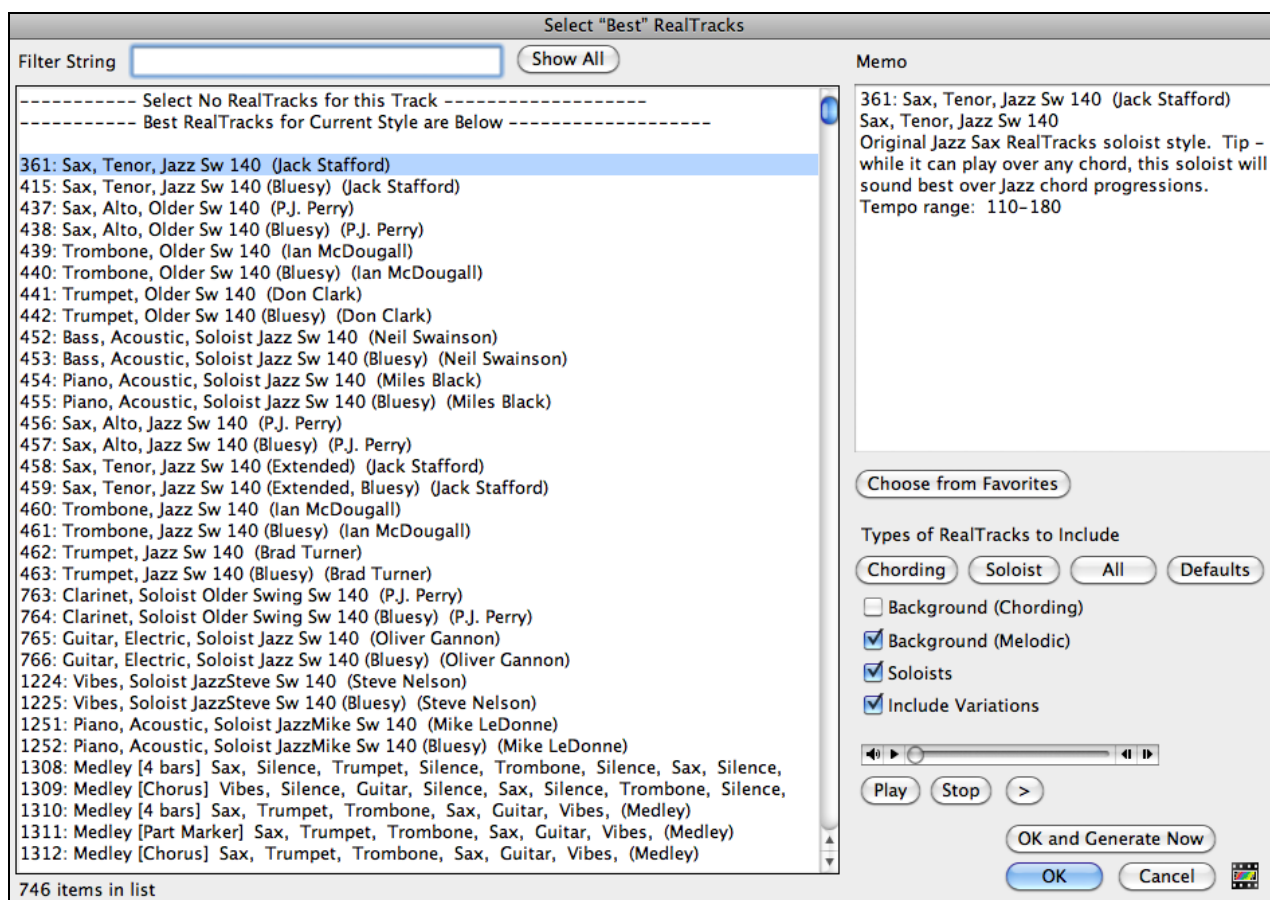 Select “Best” RealTracks
Filter String
Show All
----------- Select No RealTracks for this Track -------------------
----------- Best RealTracks for Current Style are Below -------------------
361: Sax, Tenor, Jazz Sw 140 (Jack Stafford)
415: Sax, Tenor, Jazz Sw 140 (Bluesy) (Jack Stafford)
437: Sax, Alto, Older Sw 140 (P.J. Perry)
438: Sax, Alto, Older Sw 140 (Bluesy) (P.J. Perry)
439: Trombone, Older Sw 140 (Ian McDougall)
440: Trombone, Older Sw 140 (Bluesy) (Ian McDougall)
441: Trumpet, Older Sw 140 (Don Clark)
442: Trumpet, Older Sw 140 (Bluesy) (Don Clark)
452: Bass, Acoustic, Soloist Jazz Sw 140 (Neil Swainson)
453: Bass, Acoustic, Soloist Jazz Sw 140 (Bluesy) (Neil Swainson)
454: Piano, Acoustic, Soloist Jazz Sw 140 (Miles Black)
455: Piano, Acoustic, Soloist Jazz Sw 140 (Bluesy) (Miles Black)
456: Sax, Alto, Jazz Sw 140 (P.J. Perry)
457: Sax, Alto, Jazz Sw 140 (Bluesy) (P.J. Perry)
458: Sax, Tenor, Jazz Sw 140 (Extended) (Jack Stafford)
459: Sax, Tenor, Jazz Sw 140 (Extended, Bluesy) (Jack Stafford)
460: Trombone, Jazz Sw 140 (Ian McDougall)
461: Trombone, Jazz Sw 140 (Bluesy) (Ian McDougall)
462: Trumpet, Jazz Sw 140 (Brad Turner)
463: Trumpet, Jazz Sw 140 (Bluesy) (Brad Turner)
763: Clarinet, Soloist Older Swing Sw 140 (P.J. Perry)
764: Clarinet, Soloist Older Swing Sw 140 (Bluesy) (P.J. Perry)
765: Guitar, Electric, Soloist Jazz Sw 140 (Oliver Gannon)
766: Guitar, Electric, Soloist Jazz Sw 140 (Bluesy) (Oliver Gannon)
1224: Vibes, Soloist JazzSteve Sw 140 (Steve Nelson)
1225: Vibes, Soloist JazzSteve Sw 140 (Bluesy) (Steve Nelson)
1251: Piano, Acoustic, Soloist JazzMike Sw 140 (Mike LeDonne)
1252: Piano, Acoustic, Soloist JazzMike Sw 140 (Bluesy) (Mike LeDonne)
1308: Medley [4 bars] Sax, Silence, Trumpet, Silence, Trombone, Silence, Sax, Silence,
1309: Medley [Chorus] Vibes, Silence, Guitar, Silence, Sax, Silence, Trombone, Silence,
1310: Medley [4 bars] Sax, Trumpet, Trombone, Sax, Guitar, Vibes, (Medley)
1311: Medley [Part Marker] Sax, Trumpet, Trombone, Sax, Guitar, Vibes, (Medley)
1312: Medley [Chorus] Sax, Trumpet, Trombone, Sax, Guitar, Vibes, (Medley)
746 items in list
Memo
361: Sax, Tenor, Jazz Sw 140 (Jack Stafford)
Sax, Tenor, Jazz Sw 140
Original Jazz Sax RealTracks soloist style. Tip –
while it can play over any chord, this soloist will
sound best over Jazz chord progressions.
Tempo range: 110-180
Choose from Favorites
Types of RealTracks to Include
Chording Soloist All Defaults
Background (Chording)
Background (Melodic)
Soloists
Include Variations
Play Stop >
OK and Generate Now
OK Cancel